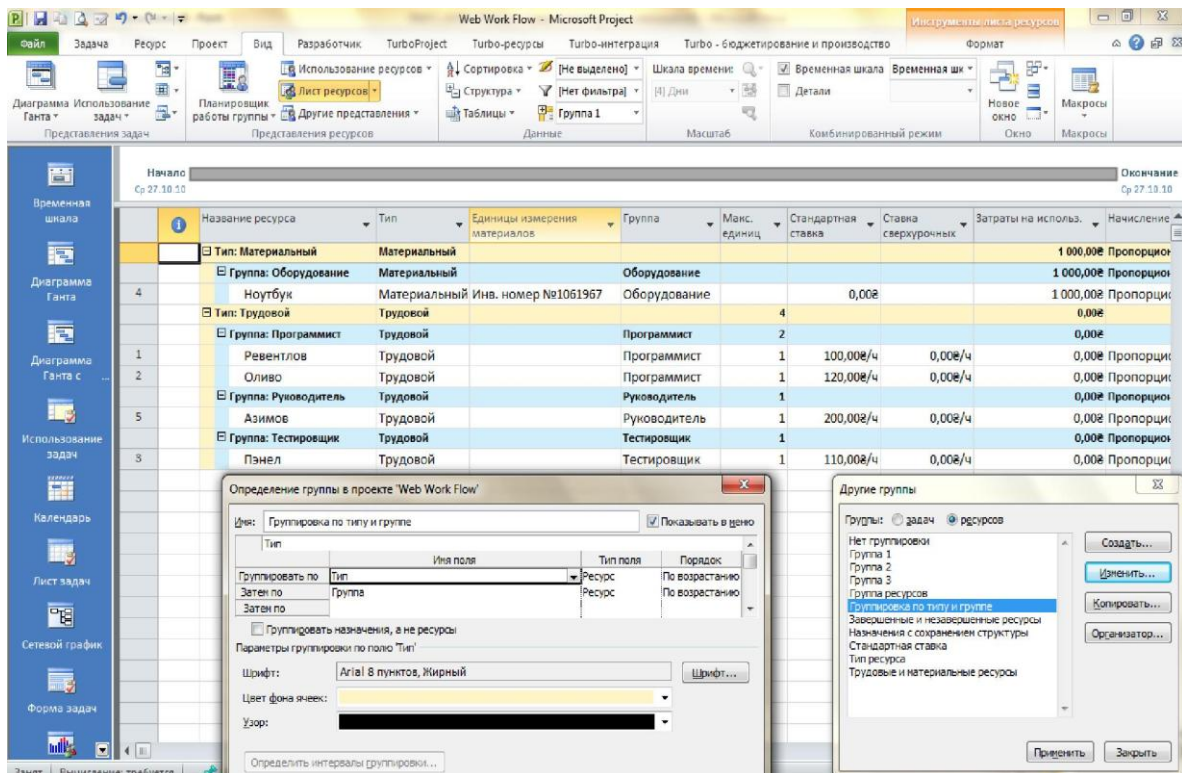 Web Work Flow - Microsoft Project
Инструменты листа ресурсов
Файл Задача Ресурс Проект Вид Разработчик TurboProject Turbo-ресурсы Turbo-интеграция Turbo - бюджетирование и производство Формат
Использование ресурсов Сортировка [Не выделено] Шкала времени: Временная шкала Временная шк
Лист ресурсов Структура [Нет фильтра] [4] Дни Детали
Диаграмма Ганта Использование задач Планировщик работы группы Другие представления Таблицы Группа 1 Новое окно Макросы
Представления задач Представления ресурсов Данные Масштаб Комбинированный режим Окно Макросы
Начало Окончание
Ср 27.10.10 Ср 27.10.10
Временная шкала
Диаграмма Ганта
Диаграмма Ганта с ...
Использование задач
Календарь
Лист задач
Сетевой график
Форма задач
Название ресурса Тип Единицы измерения материалов Группа Макс. единиц Стандартная ставка Ставка сверхурочных Затраты на использ. Начисление
Тип: Материальный Материальный 1 000,00₴ Пропорцион
Группа: Оборудование Материальный Оборудование 1 000,00₴ Пропорцион
4 Ноутбук Материальный Инв. номер №1061967 Оборудование 0,00₴ 1 000,00₴ Пропорцио
Тип: Трудовой Трудовой 4 0,00₴
Группа: Программист Трудовой Программист 2 0,00₴
1 Ревентлов Трудовой Программист 1 100,00₴/ч 0,00₴/ч 0,00₴ Пропорцио
2 Оливо Трудовой Программист 1 120,00₴/ч 0,00₴/ч 0,00₴ Пропорцио
Группа: Руководитель Трудовой Руководитель 1 0,00₴ Пропорцион
5 Азимов Трудовой Руководитель 1 200,00₴/ч 0,00₴/ч 0,00₴ Пропорцио
Группа: Тестировщик Трудовой Тестировщик 1 0,00₴ Пропорцион
3 Пэнел Трудовой Тестировщик 1 110,00₴/ч 0,00₴/ч 0,00₴ Пропорцио
Определение группы в проекте 'Web Work Flow'
Имя: Группировка по типу и группе Показывать в меню
Тип
Имя поля Тип поля Порядок
Группировать по Тип Ресурс По возрастанию
Затем по Группа Ресурс По возрастанию
Затем по
Группировать назначения, а не ресурсы
Параметры группировки по полю 'Тип'
Шрифт: Arial 8 пунктов, Жирный Шрифт...
Цвет фона ячеек:
Узор:
Определить интервалы группировки...
Другие группы
Группы: задач ресурсов
Нет группировки
Группа 1
Группа 2
Группа 3
Группа ресурсов
Группировка по типу и группе
Завершенные и незавершенные ресурсы
Назначения с сохранением структуры
Стандартная ставка
Тип ресурса
Трудовые и материальные ресурсы
Создать...
Изменить...
Копировать...
Организатор...
Применить Закрыть